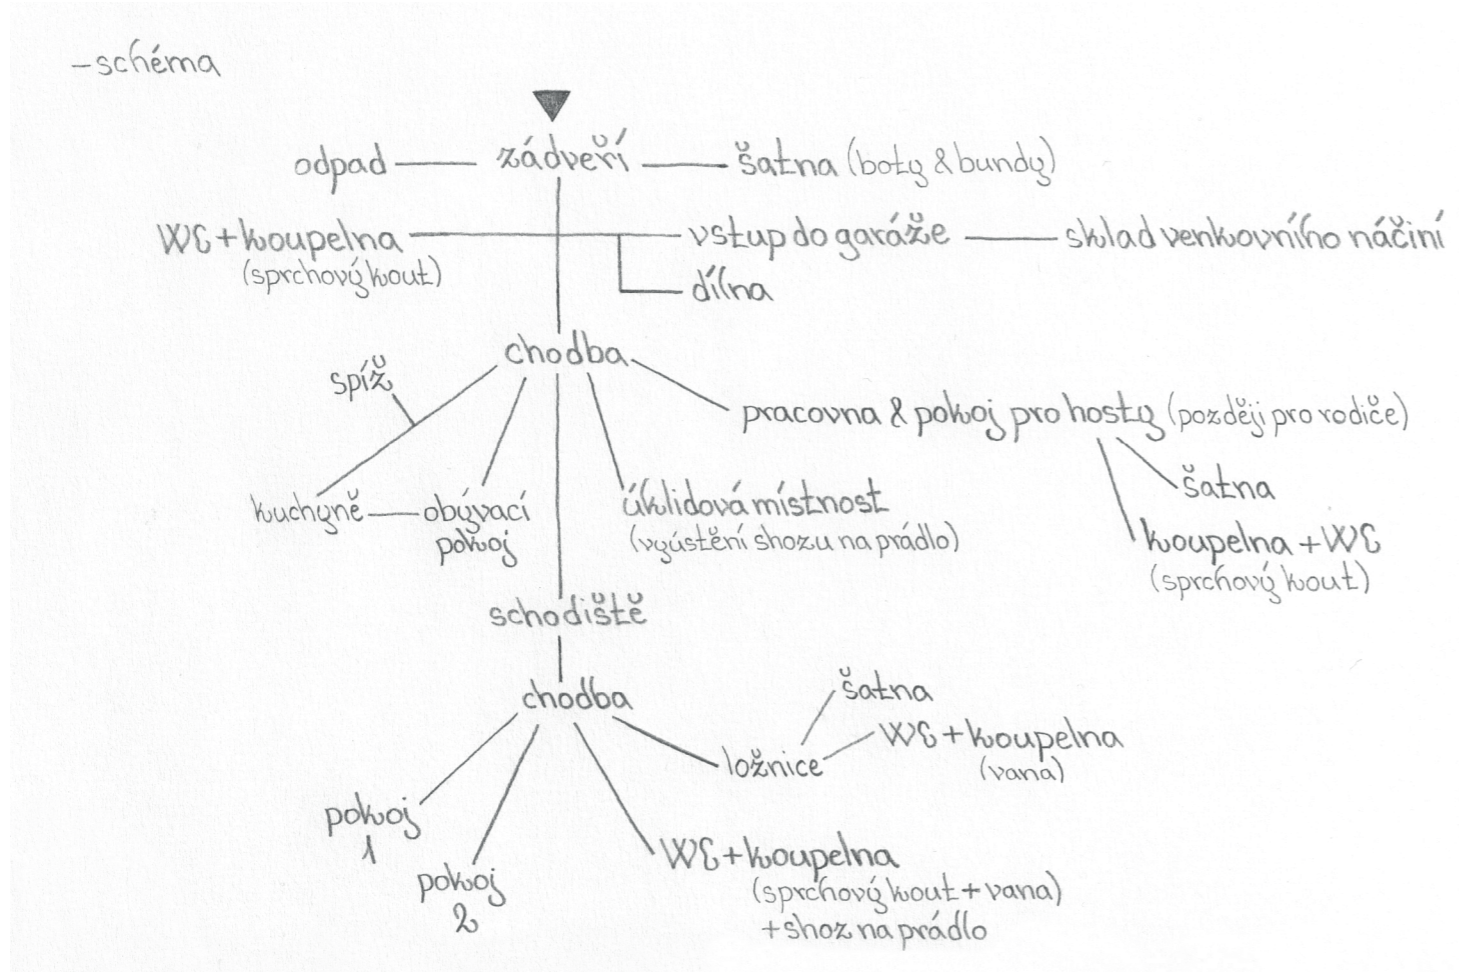 -schéma
odpad zádveří šatna (boty & bundy)
WC+koupelna vstup do garáže sklad venkovního náčiní
(sprchový kout)
dílna
chodba
spíž
pracovna & pokoj pro hosty (později pro rodiče)
šatna
kuchyně obývací úklidová místnost
pokoj (vyústění shozu na prádlo) koupelna+WC
(sprchový kout)
schodiště
chodba
šatna
WC+koupelna
ložnice (vana)
pokoj
1
WC+koupelna
pokoj (sprchový kout+vana)
2 +shoz na prádlo